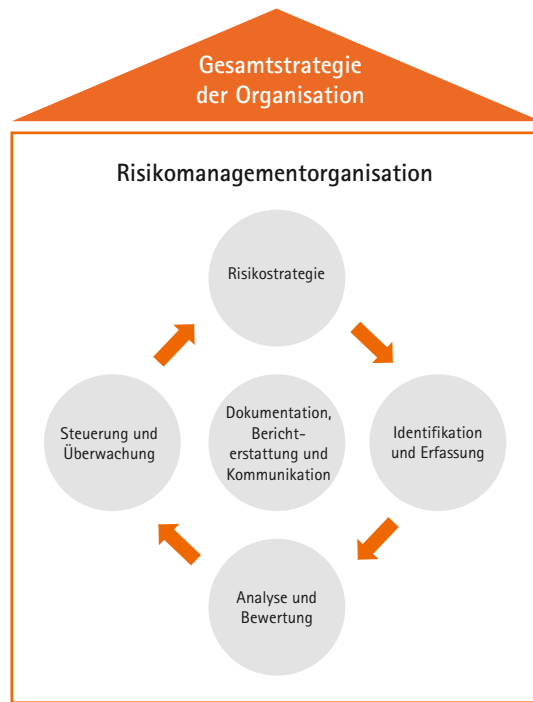 Gesamtstrategie
der Organisation
Risikomanagementorganisation
Risikostrategie
Steuerung und
Überwachung
Dokumentation,
Bericht-
erstattung und
Kommunikation
Identifikation
und Erfassung
Analyse und
Bewertung